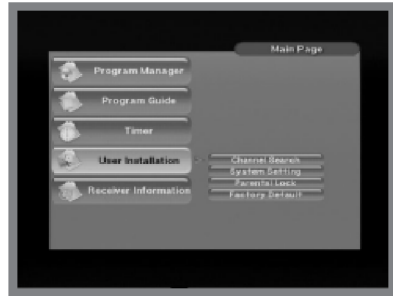 Main Page
Program Manager
Program Guide
Timer
User Installation
Receiver Information
Channel Search
System Setting
Parental Lock
Factory Default